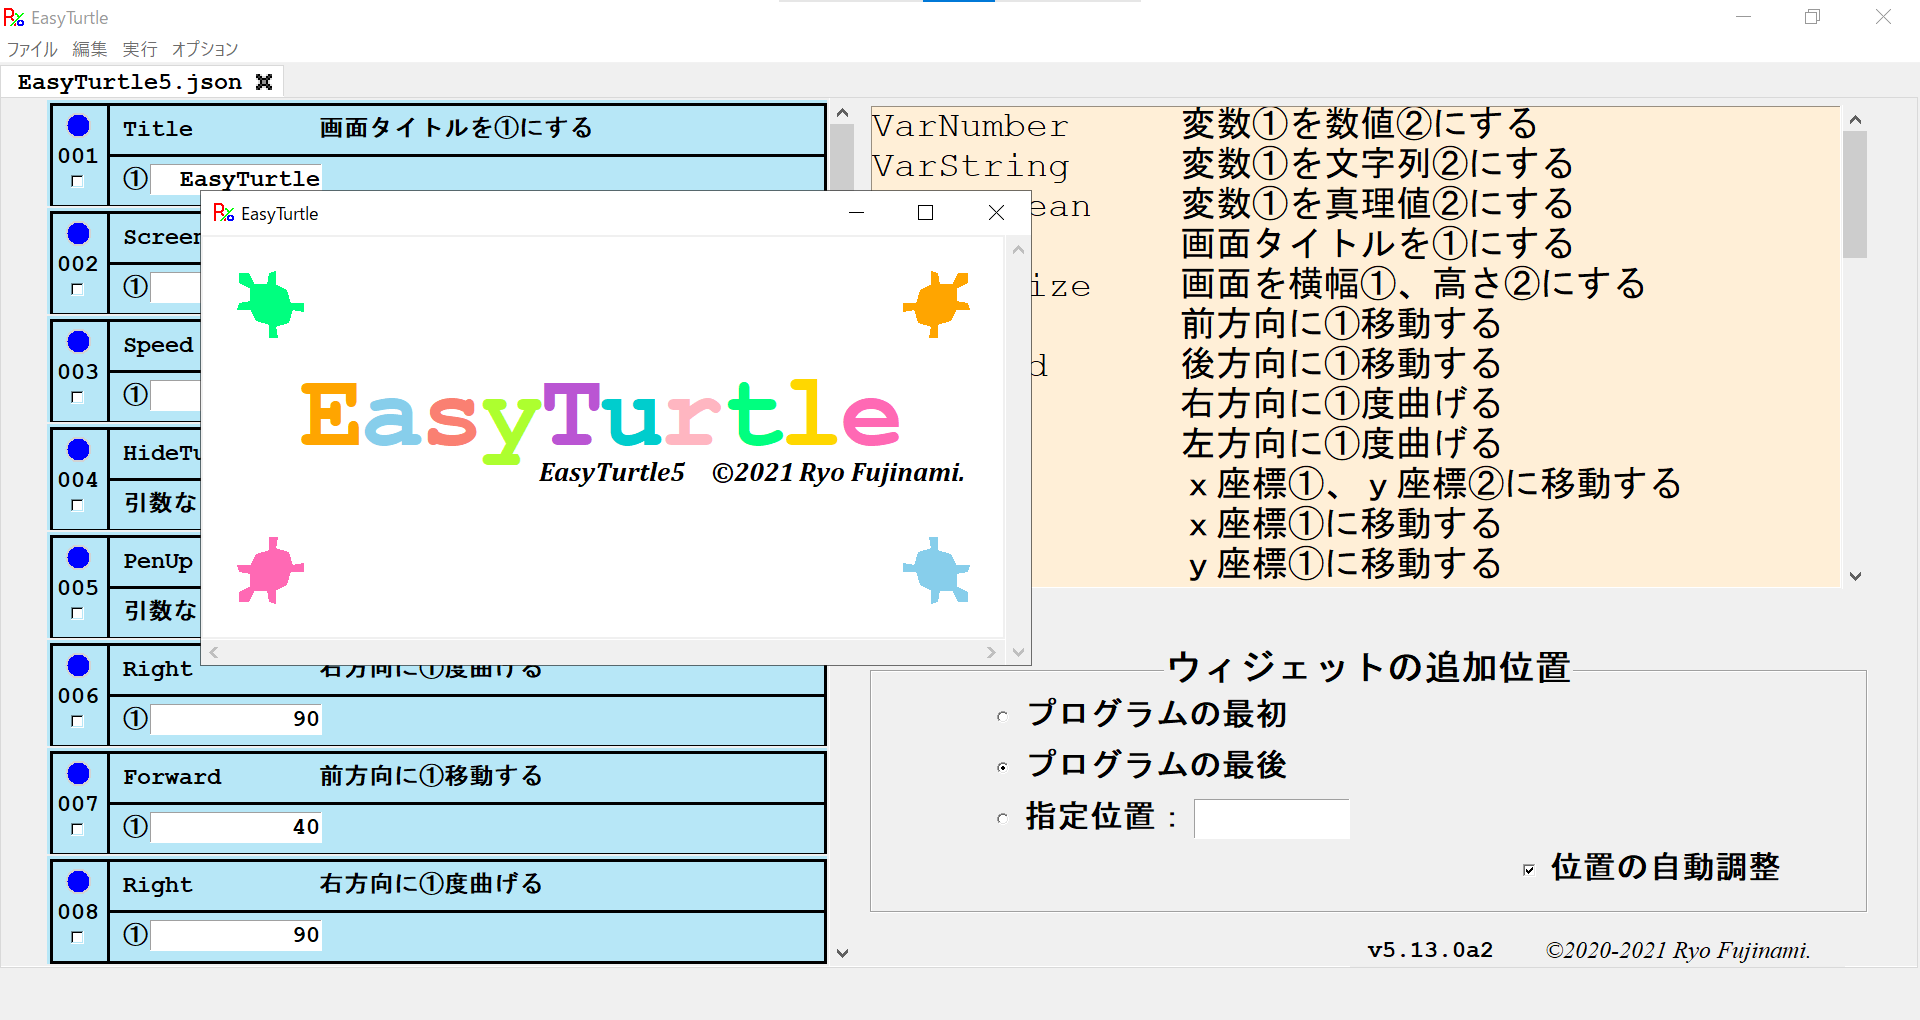 EasyTurtle
ファイル 編集 実行 オプション
EasyTurtle5.json
001
Title 画面タイトルを①にする
① EasyTurtle
002
①
003
Speed
①
004
引数な
005
PenUp
引数な
006
Right 右方向に①度曲げる
① 90
007
Forward 前方向に①移動する
① 40
008
Right 右方向に①度曲げる
① 90
EasyTurtle
EasyTurtle
EasyTurtle5 ©2021 Ryo Fujinami.
VarNumber 変数①を数値②にする
VarString 変数①を文字列②にする
ean 変数①を真理値②にする
画面タイトルを①にする
ize 画面を横幅①、高さ②にする
前方向に①移動する
d 後方向に①移動する
右方向に①度曲げる
左方向に①度曲げる
ｘ座標①、ｙ座標②に移動する
ｘ座標①に移動する
ｙ座標①に移動する
ウィジェットの追加位置
プログラムの最初
プログラムの最後
指定位置：
位置の自動調整
v5.13.0a2 ©2020-2021 Ryo Fujinami.